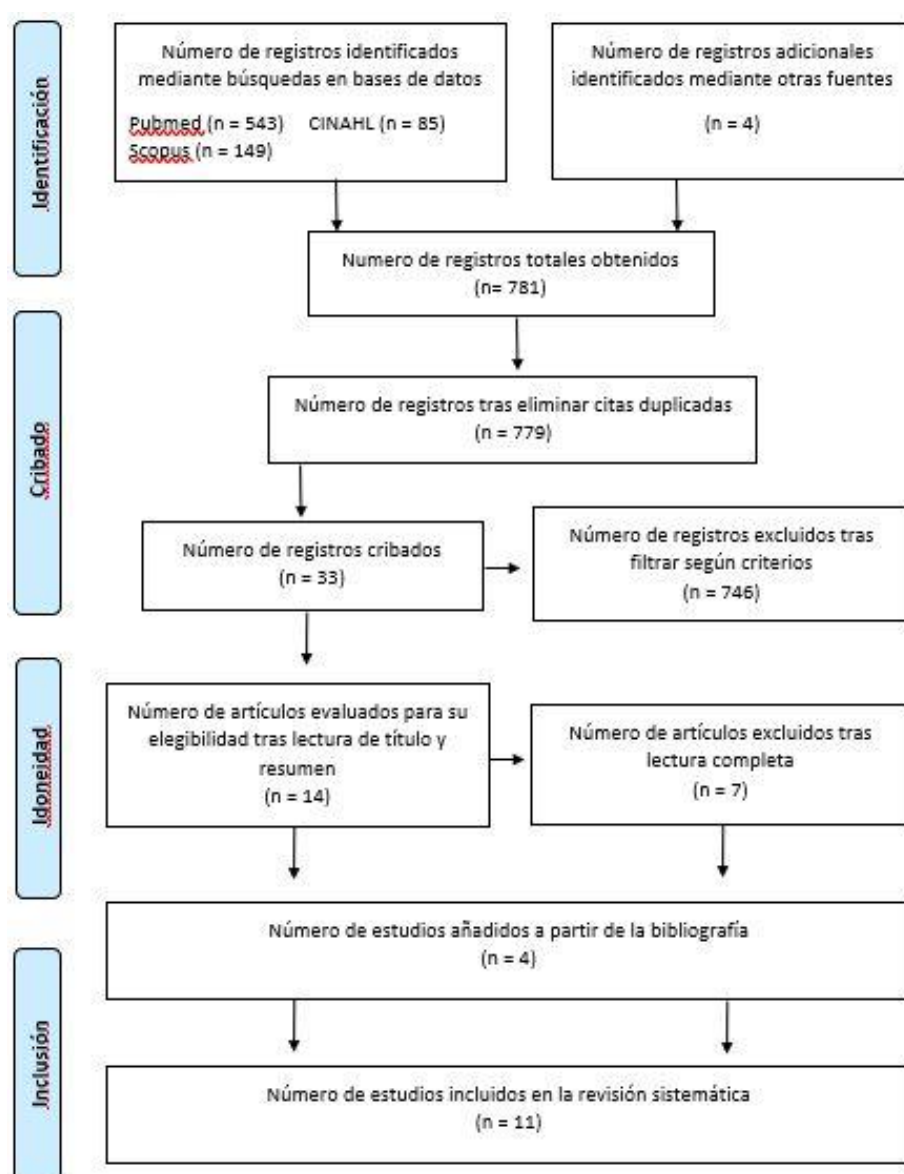 Identificación
Número de registros identificados
mediante búsquedas en bases de datos
Pubmed (n = 543) CINAHL (n = 85)
Scopus (n = 149)
Número de registros adicionales
identificados mediante otras fuentes
(n = 4)
Numero de registros totales obtenidos
(n= 781)
Cribado
Número de registros tras eliminar citas duplicadas
(n = 779)
Número de registros cribados
(n = 33)
Número de registros excluidos tras
filtrar según criterios
(n = 746)
Idoneidad
Número de artículos evaluados para su
elegibilidad tras lectura de título y
resumen
(n = 14)
Número de artículos excluidos tras
lectura completa
(n = 7)
Inclusión
Número de estudios añadidos a partir de la bibliografía
(n = 4)
Número de estudios incluidos en la revisión sistemática
(n = 11)